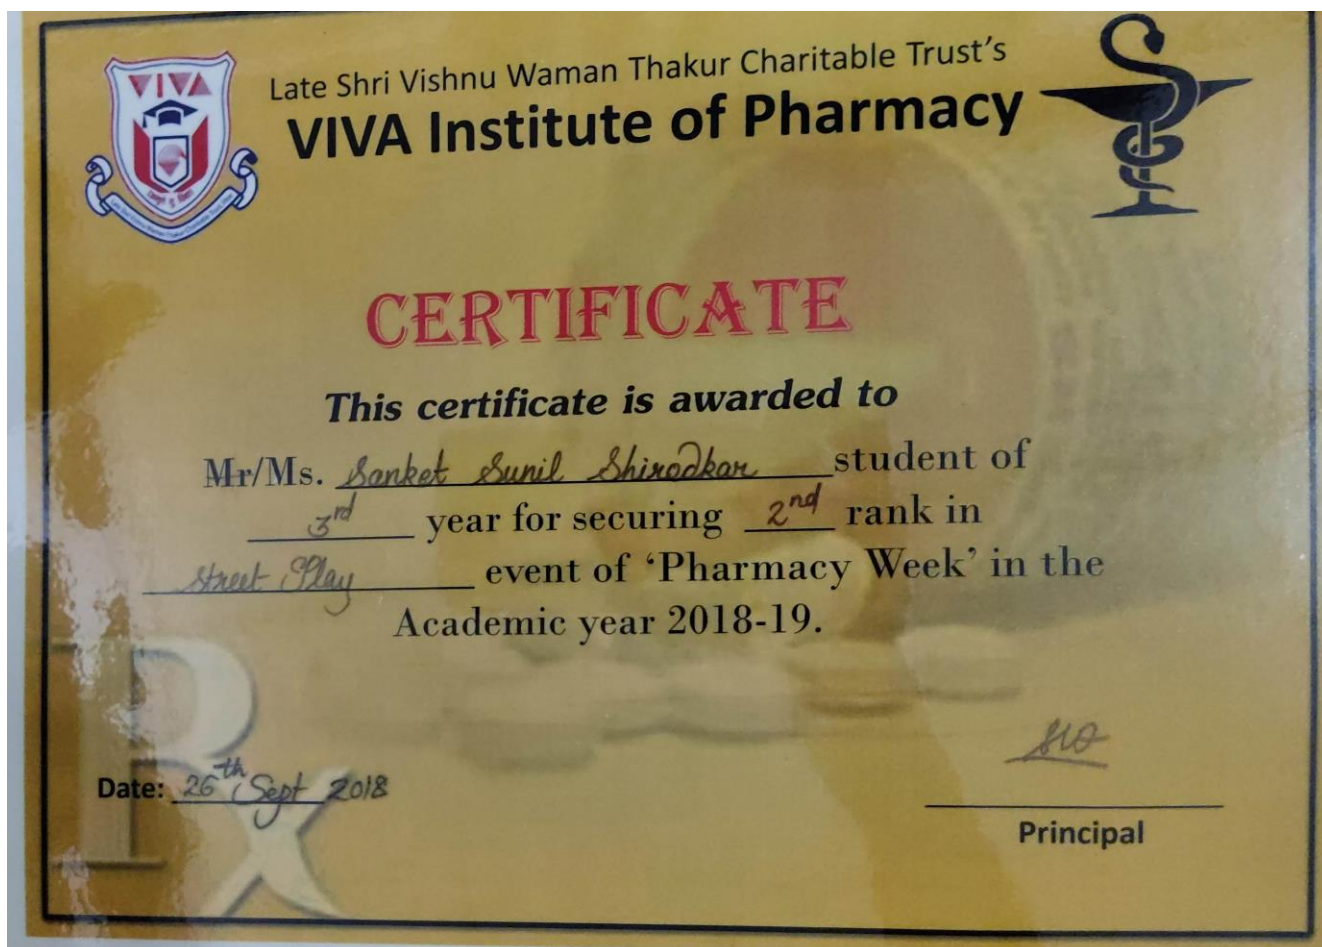 Late Shri Vishnu Waman Thakur Charitable Trust's
VIVA Institute of Pharmacy
VIVA
CERTIFICATE
This certificate is awarded to
Mr/Ms. Sanket Sunil Shirodkar student of
3rd year for securing 2nd rank in
Street Play event of ‘Pharmacy Week’ in the
Academic year 2018-19.
Rx
Date: 26th Sept 2018
Principal